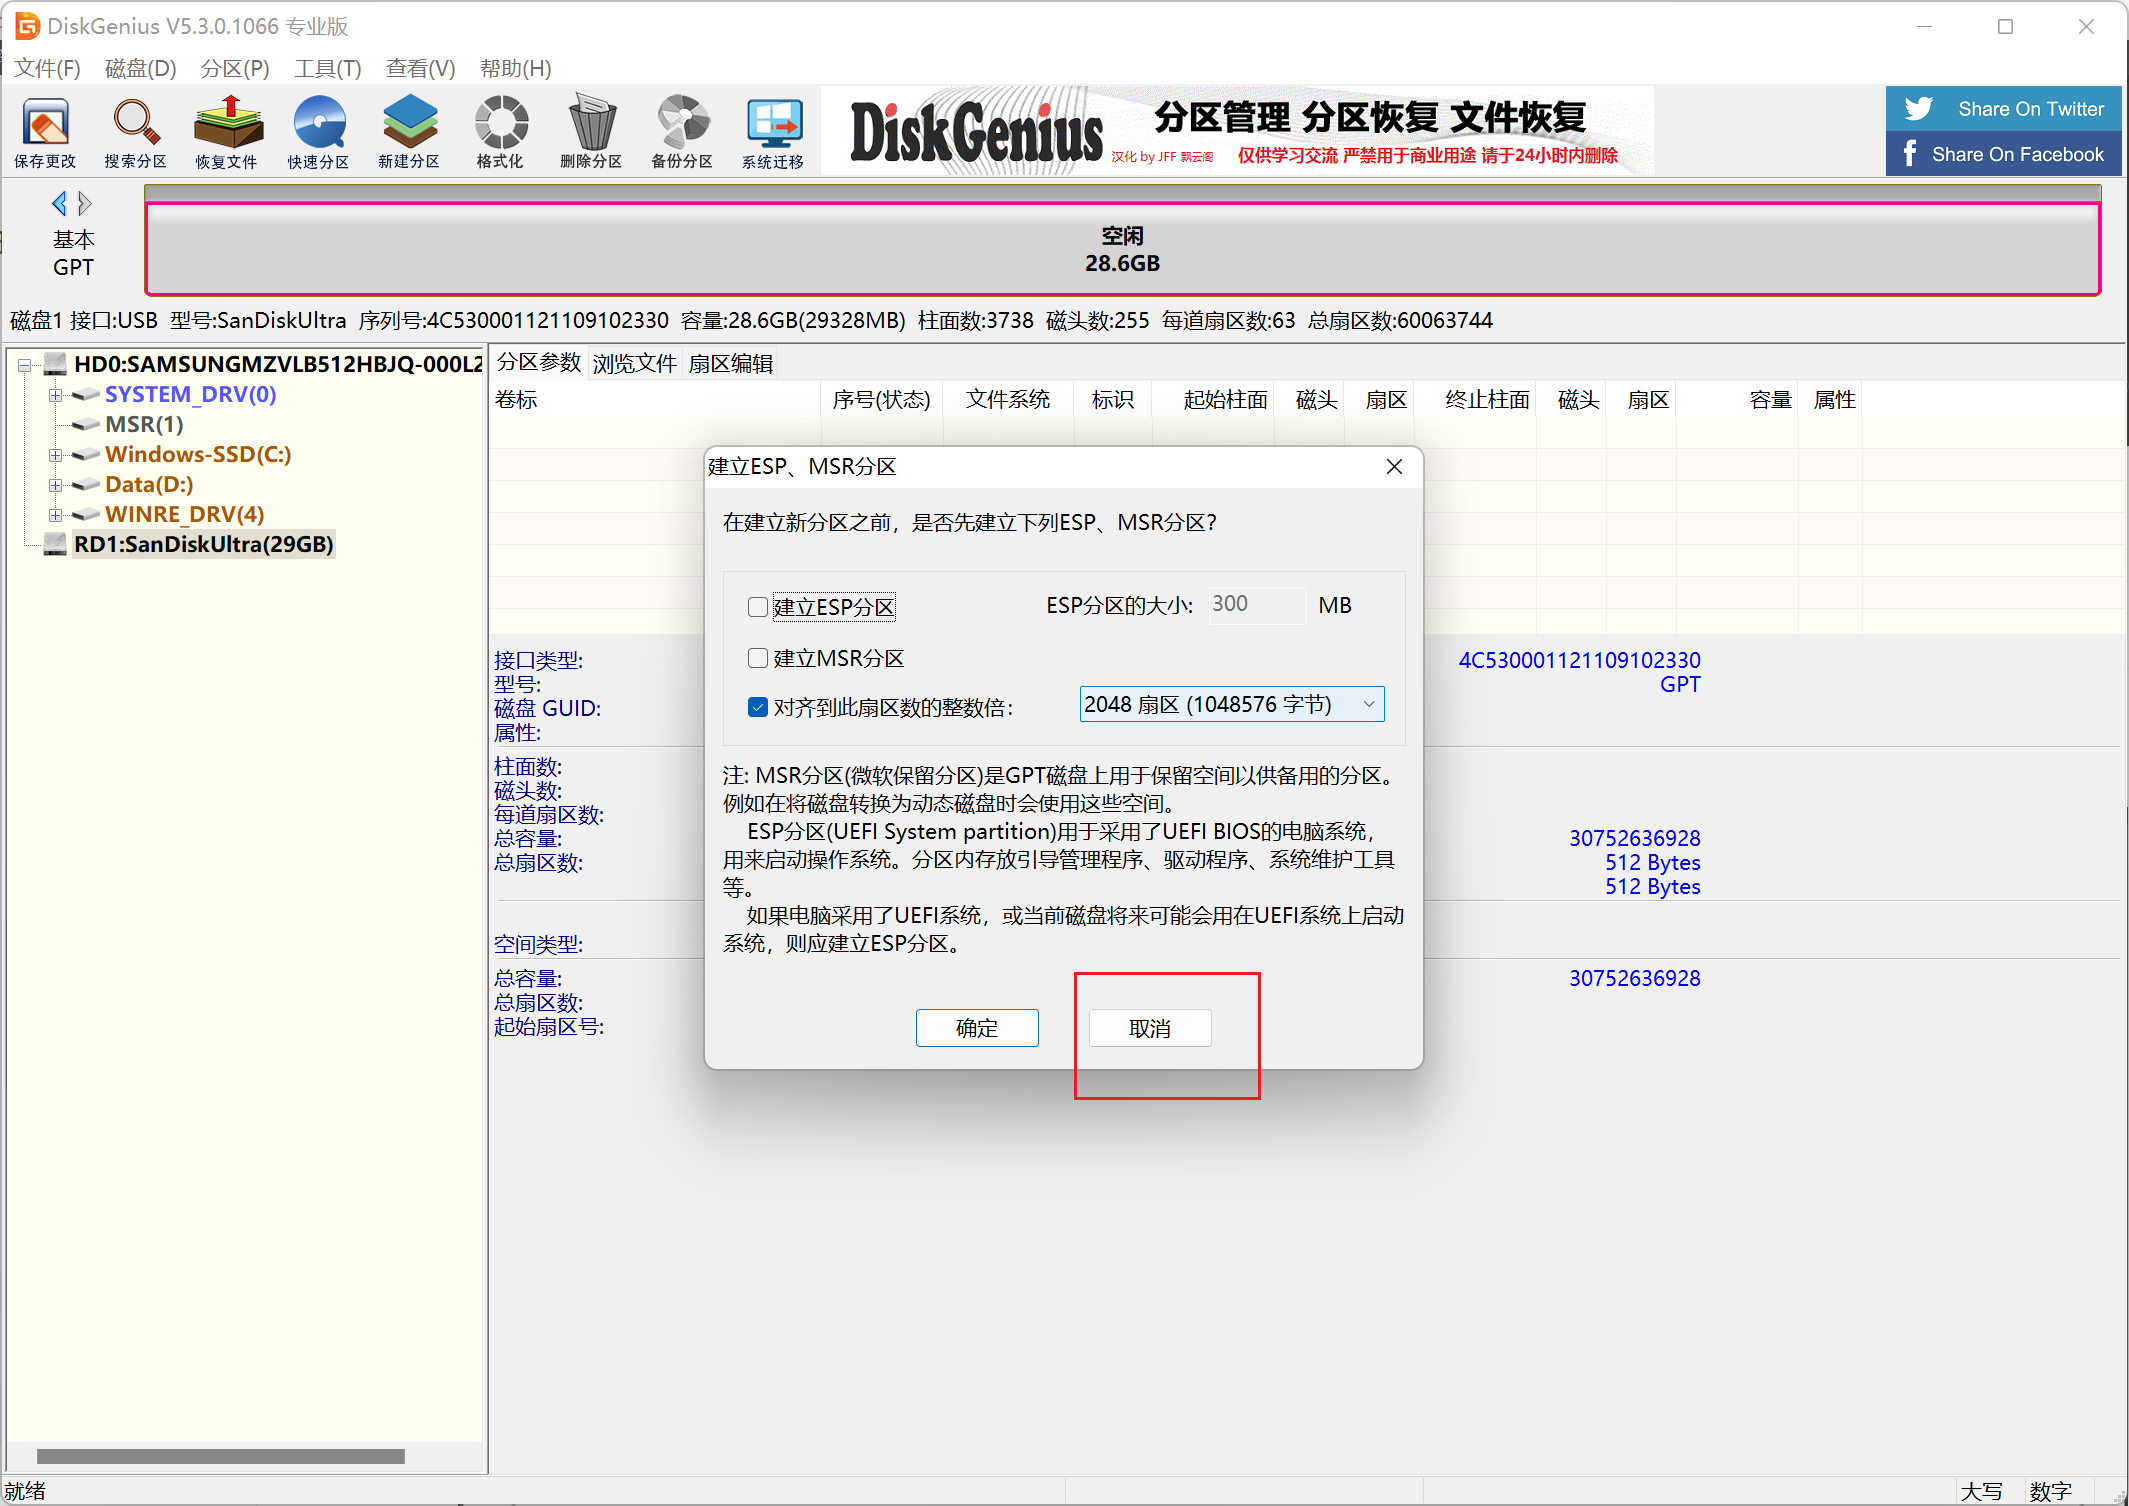 DiskGenius V5.3.0.1066 专业版
文件(F) 磁盘(D) 分区(P) 工具(T) 查看(V) 帮助(H)
保存更改 搜索分区 恢复文件 快速分区 新建分区 格式化 删除分区 备份分区 系统迁移
DiskGenius 分区管理 分区恢复 文件恢复
汉化 by JFF 飘云阁 仅供学习交流 严禁用于商业用途 请于24小时内删除
Share On Twitter
Share On Facebook
基本
GPT
空闲
28.6GB
磁盘1 接口:USB 型号:SanDiskUltra 序列号:4C530001121109102330 容量:28.6GB(29328MB) 柱面数:3738 磁头数:255 每道扇区数:63 总扇区数:60063744
HD0:SAMSUNGMZVLB512HBJQ-000L2
SYSTEM_DRV(0)
MSR(1)
Windows-SSD(C:)
Data(D:)
WINRE_DRV(4)
RD1:SanDiskUltra(29GB)
分区参数 浏览文件 扇区编辑
卷标 序号(状态) 文件系统 标识 起始柱面 磁头 扇区 终止柱面 磁头 扇区 容量 属性
建立ESP、MSR分区
在建立新分区之前，是否先建立下列ESP、MSR分区？
建立ESP分区 ESP分区的大小: 300 MB
建立MSR分区
对齐到此扇区数的整数倍： 2048 扇区 (1048576 字节)
注: MSR分区(微软保留分区)是GPT磁盘上用于保留空间以供备用的分区。
例如在将磁盘转换为动态磁盘时会使用这些空间。
ESP分区(UEFI System partition)用于采用了UEFI BIOS的电脑系统，
用来启动操作系统。分区内存放引导管理程序、驱动程序、系统维护工具
等。
如果电脑采用了UEFI系统，或当前磁盘将来可能会用在UEFI系统上启动
系统，则应建立ESP分区。
确定 取消
接口类型: 4C530001121109102330
型号: GPT
磁盘 GUID:
属性:
柱面数:
磁头数:
每道扇区数:
总容量: 30752636928
总扇区数: 512 Bytes
512 Bytes
空间类型:
总容量: 30752636928
总扇区数:
起始扇区号:
就绪 大写 数字